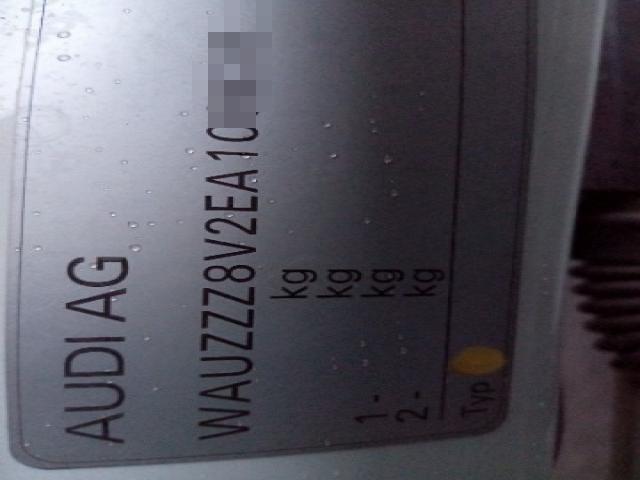 AUDI AG
WAUZZZ8V2EA10
kg
kg
1- kg
2- kg
Typ